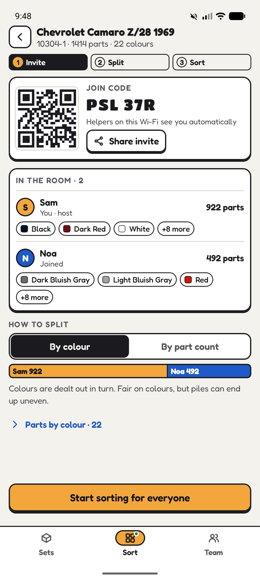 9:48
Chevrolet Camaro Z/28 1969
10304-1 · 1414 parts · 22 colours
1 Invite
2 Split
3 Sort
JOIN CODE
PSL 37R
Helpers on this Wi-Fi see you automatically
Share invite
IN THE ROOM · 2
S
Sam
You · host
922 parts
Black
Dark Red
White
+8 more
N
Noa
Joined
492 parts
Dark Bluish Gray
Light Bluish Gray
Red
+8 more
HOW TO SPLIT
By colour
By part count
Sam 922
Noa 492
Colours are dealt out in turn. Fair on colours, but piles can end
up uneven.
Parts by colour · 22
Start sorting for everyone
Sets
Sort
Team